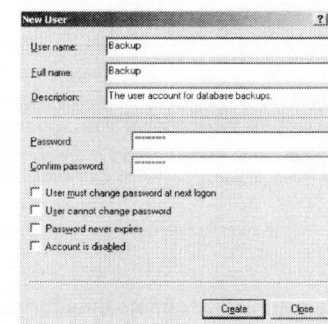 New User
?
User name: Backup
Full name: Backup
Description: The user account for database backups.
Password: ********
Confirm password: ********
User must change password at next logon
User cannot change password
Password never expires
Account is disabled
Create Close